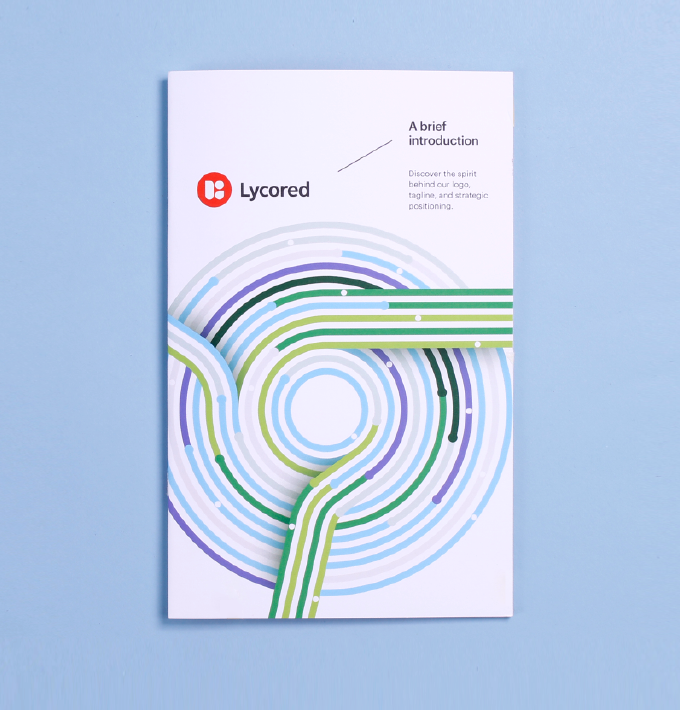 A brief
introduction
Lycored
Discover the spirit
behind our logo,
tagline, and strategic
positioning.